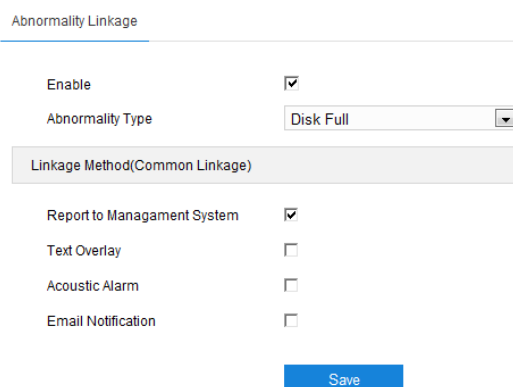 Abnormality Linkage
Enable
Abnormality Type Disk Full
Linkage Method(Common Linkage)
Report to Managament System
Text Overlay
Acoustic Alarm
Email Notification
Save